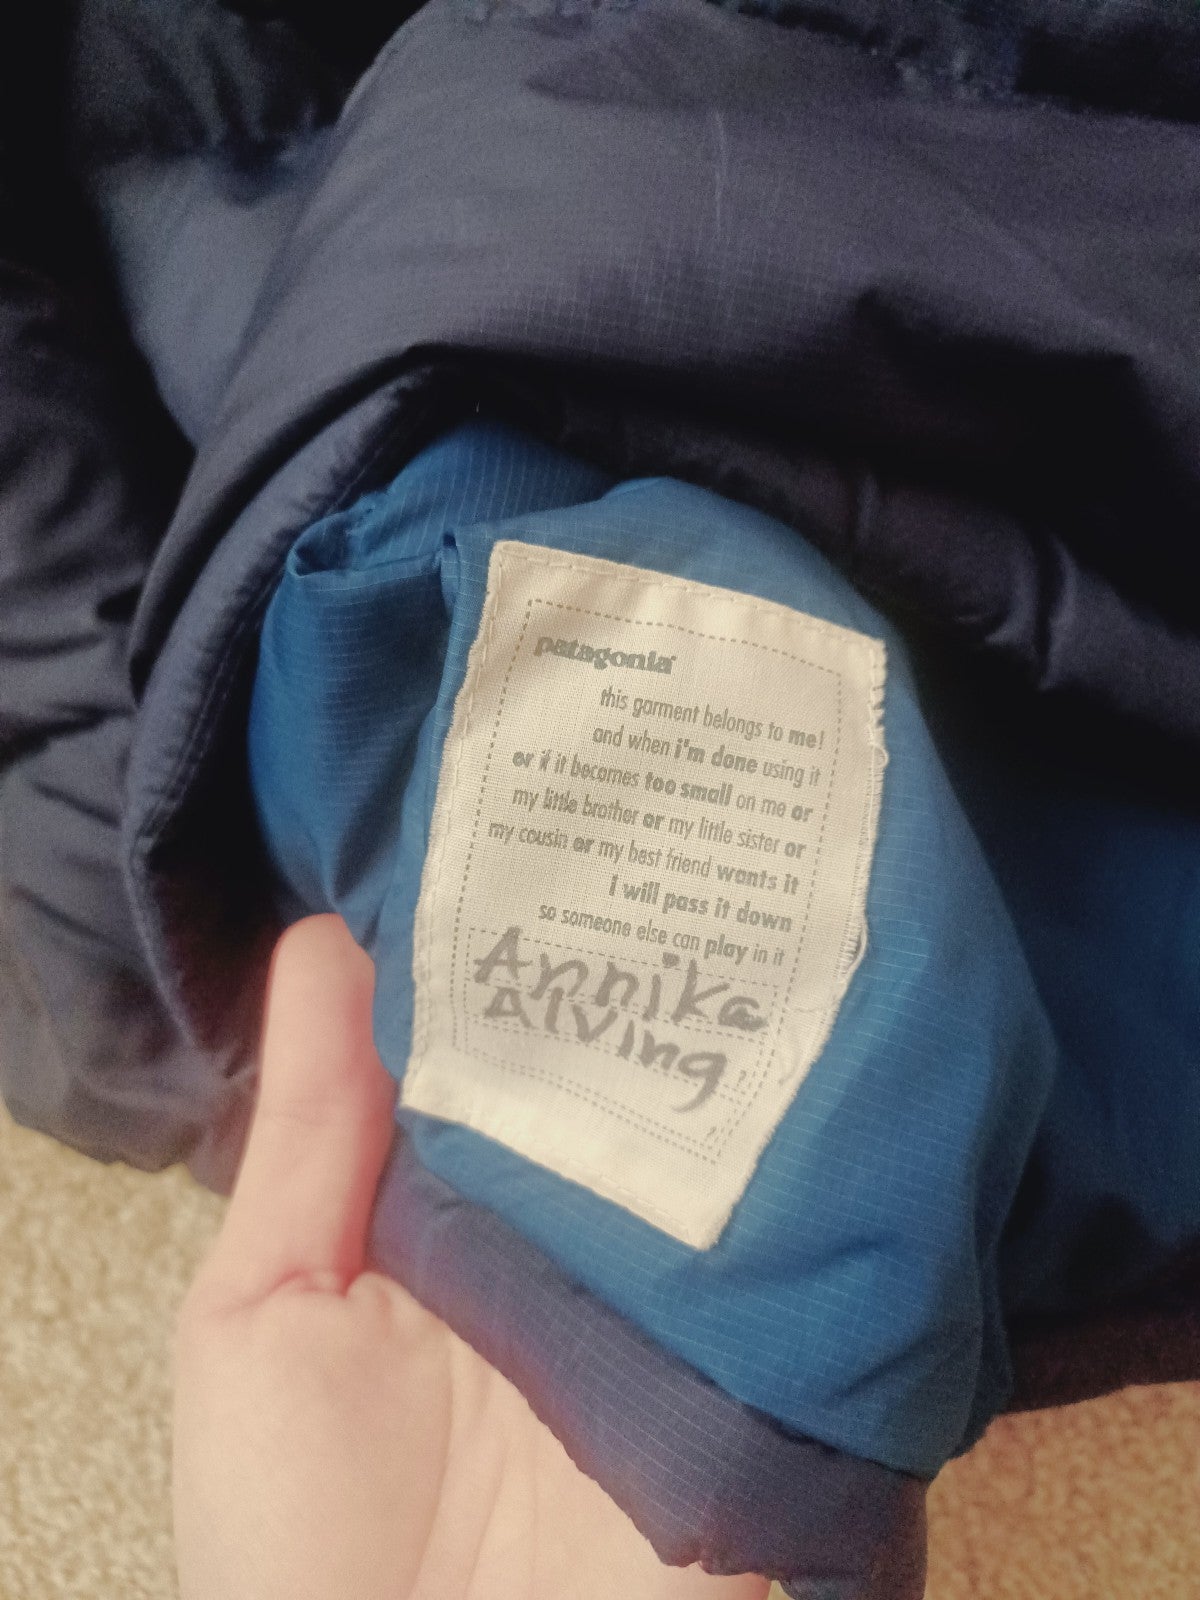 patagonia®
this garment belongs to me!
and when i'm done using it
or if it becomes too small on me or
my little brother or my little sister or
my cousin or my best friend wants it
i will pass it down
so someone else can play in it
Annika
Alving